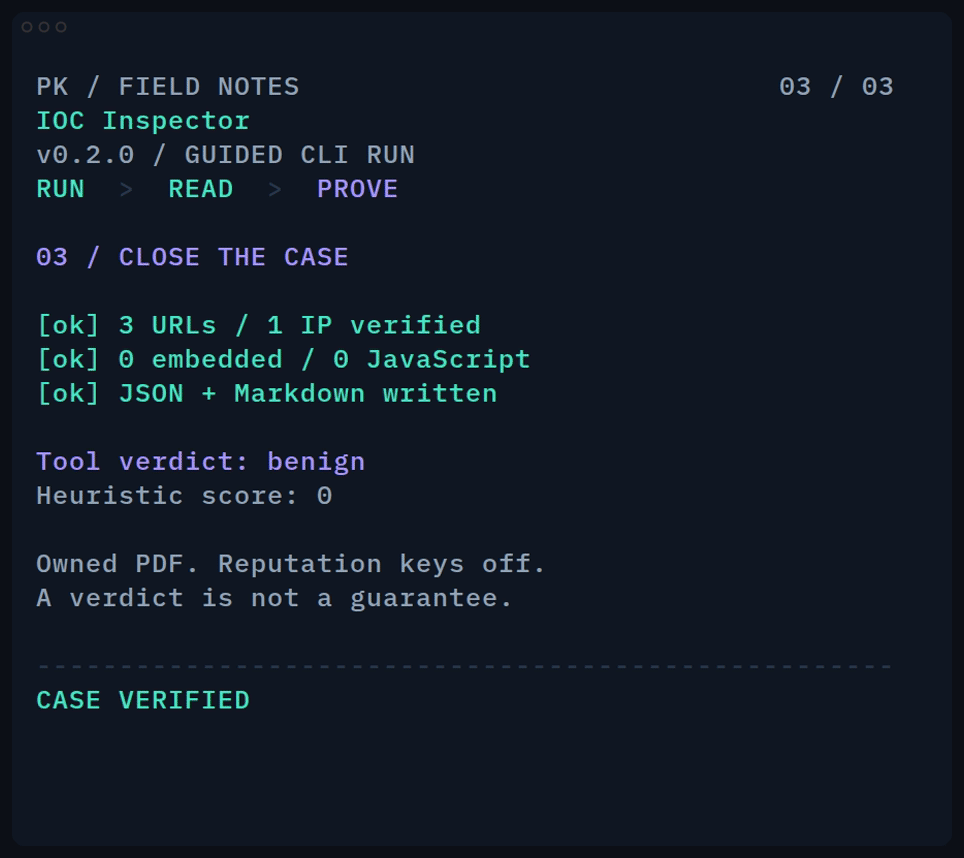 PK / FIELD NOTES 03 / 03
IOC Inspector
v0.2.0 / GUIDED CLI RUN
RUN > READ > PROVE
03 / CLOSE THE CASE
[ok] 3 URLs / 1 IP verified
[ok] 0 embedded / 0 JavaScript
[ok] JSON + Markdown written
Tool verdict: benign
Heuristic score: 0
Owned PDF. Reputation keys off.
A verdict is not a guarantee.
----------------------------------------------------
CASE VERIFIED